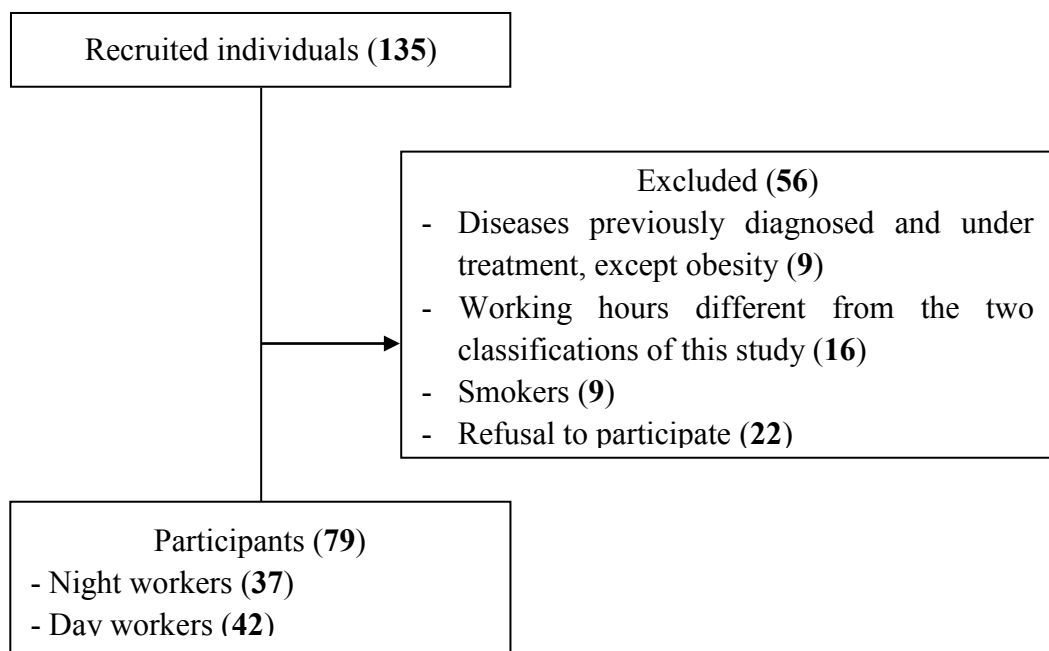 Recruited individuals (135)
Excluded (56)
- Diseases previously diagnosed and under
treatment, except obesity (9)
- Working hours different from the two
classifications of this study (16)
- Smokers (9)
- Refusal to participate (22)
Participants (79)
- Night workers (37)
- Day workers (42)